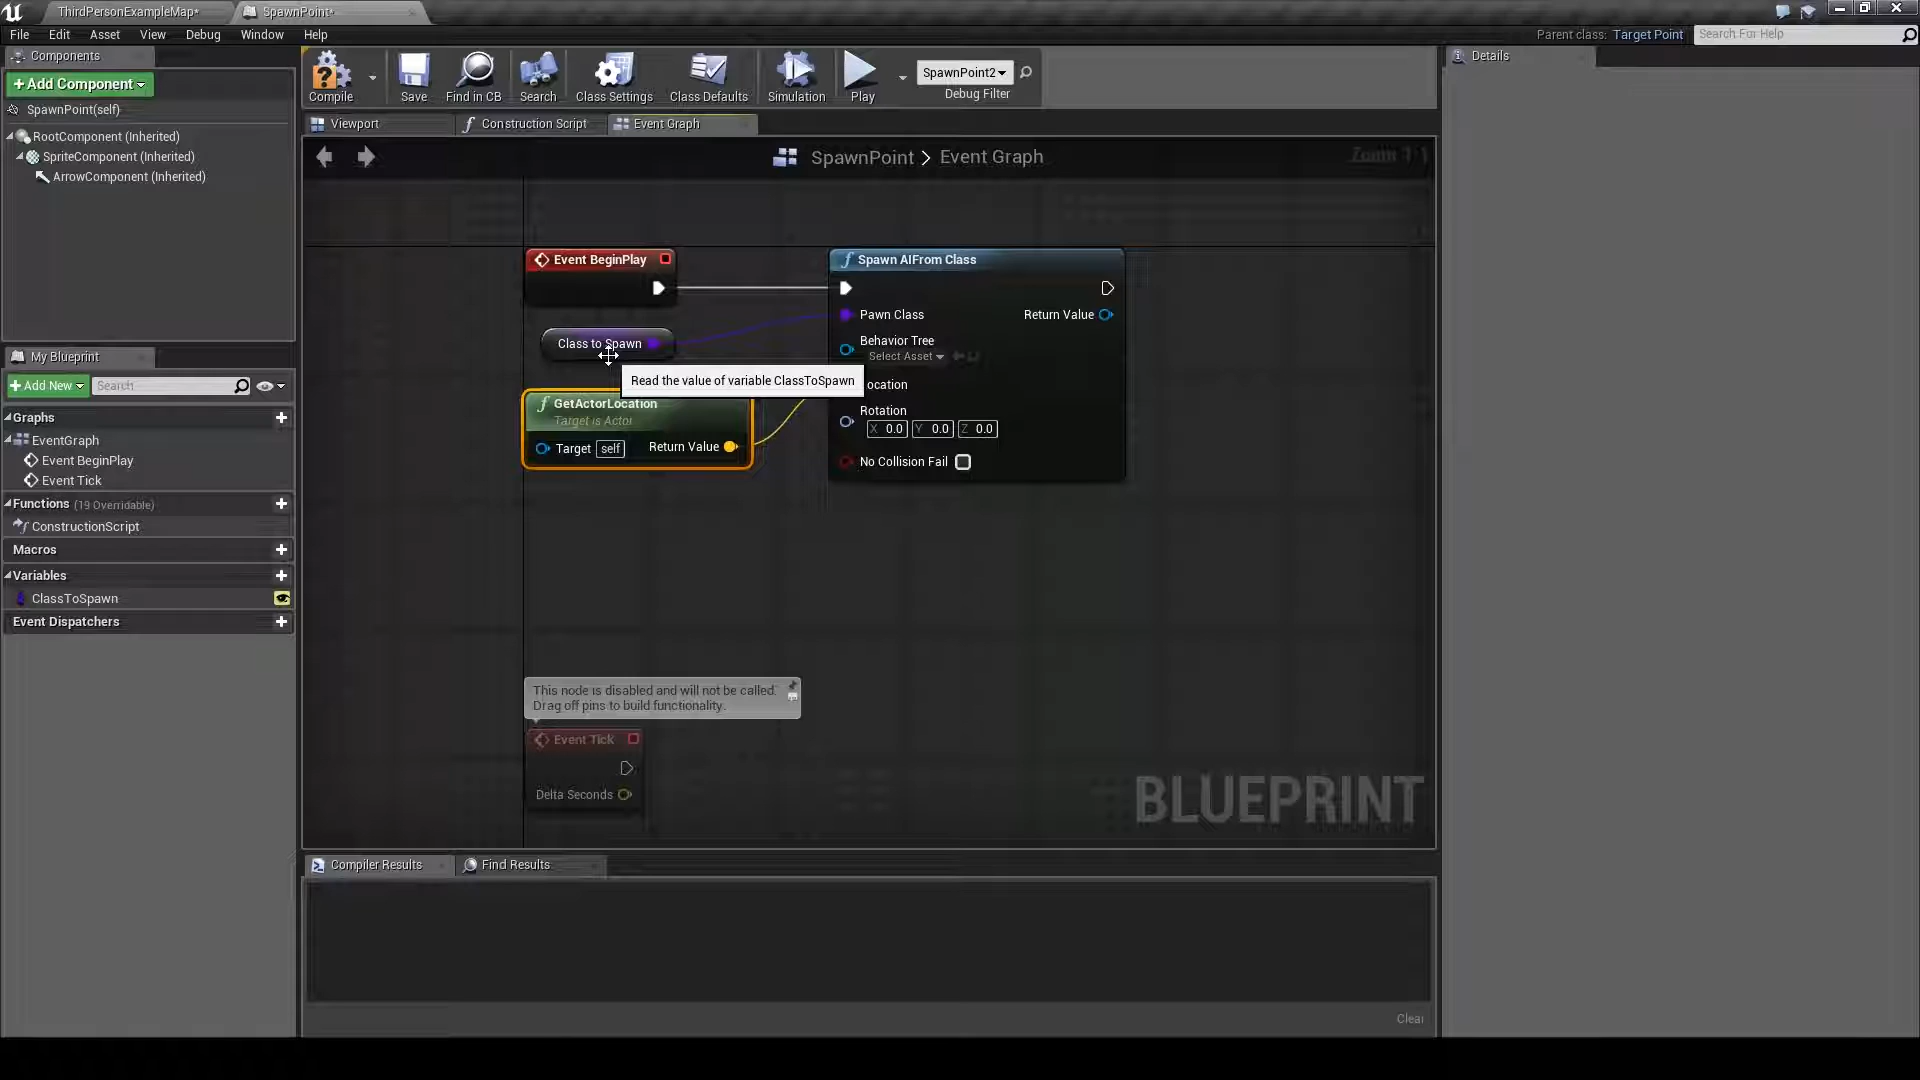 ThirdPersonExampleMap*
SpawnPoint*
File Edit Asset View Debug Window Help
Parent class: Target Point
Search For Help
Components
+Add Component
SpawnPoint(self)
RootComponent (Inherited)
SpriteComponent (Inherited)
ArrowComponent (Inherited)
My Blueprint
+Add New
Search
Graphs
EventGraph
Event BeginPlay
Event Tick
Functions (19 Overridable)
ConstructionScript
Macros
Variables
ClassToSpawn
Event Dispatchers
Compile
Save
Find in CB
Search
Class Settings
Class Defaults
Simulation
Play
SpawnPoint2
Debug Filter
Viewport
Construction Script
Event Graph
SpawnPoint > Event Graph
Zoom 1:1
Event BeginPlay
Class to Spawn
Read the value of variable ClassToSpawn
GetActorLocation
Target is Actor
Target self
Return Value
Spawn AIFrom Class
Pawn Class
Return Value
Behavior Tree
Select Asset
ocation
Rotation
X 0.0 Y 0.0 Z 0.0
No Collision Fail
This node is disabled and will not be called.
Drag off pins to build functionality.
Event Tick
Delta Seconds
BLUEPRINT
Compiler Results
Find Results
Clear
Details